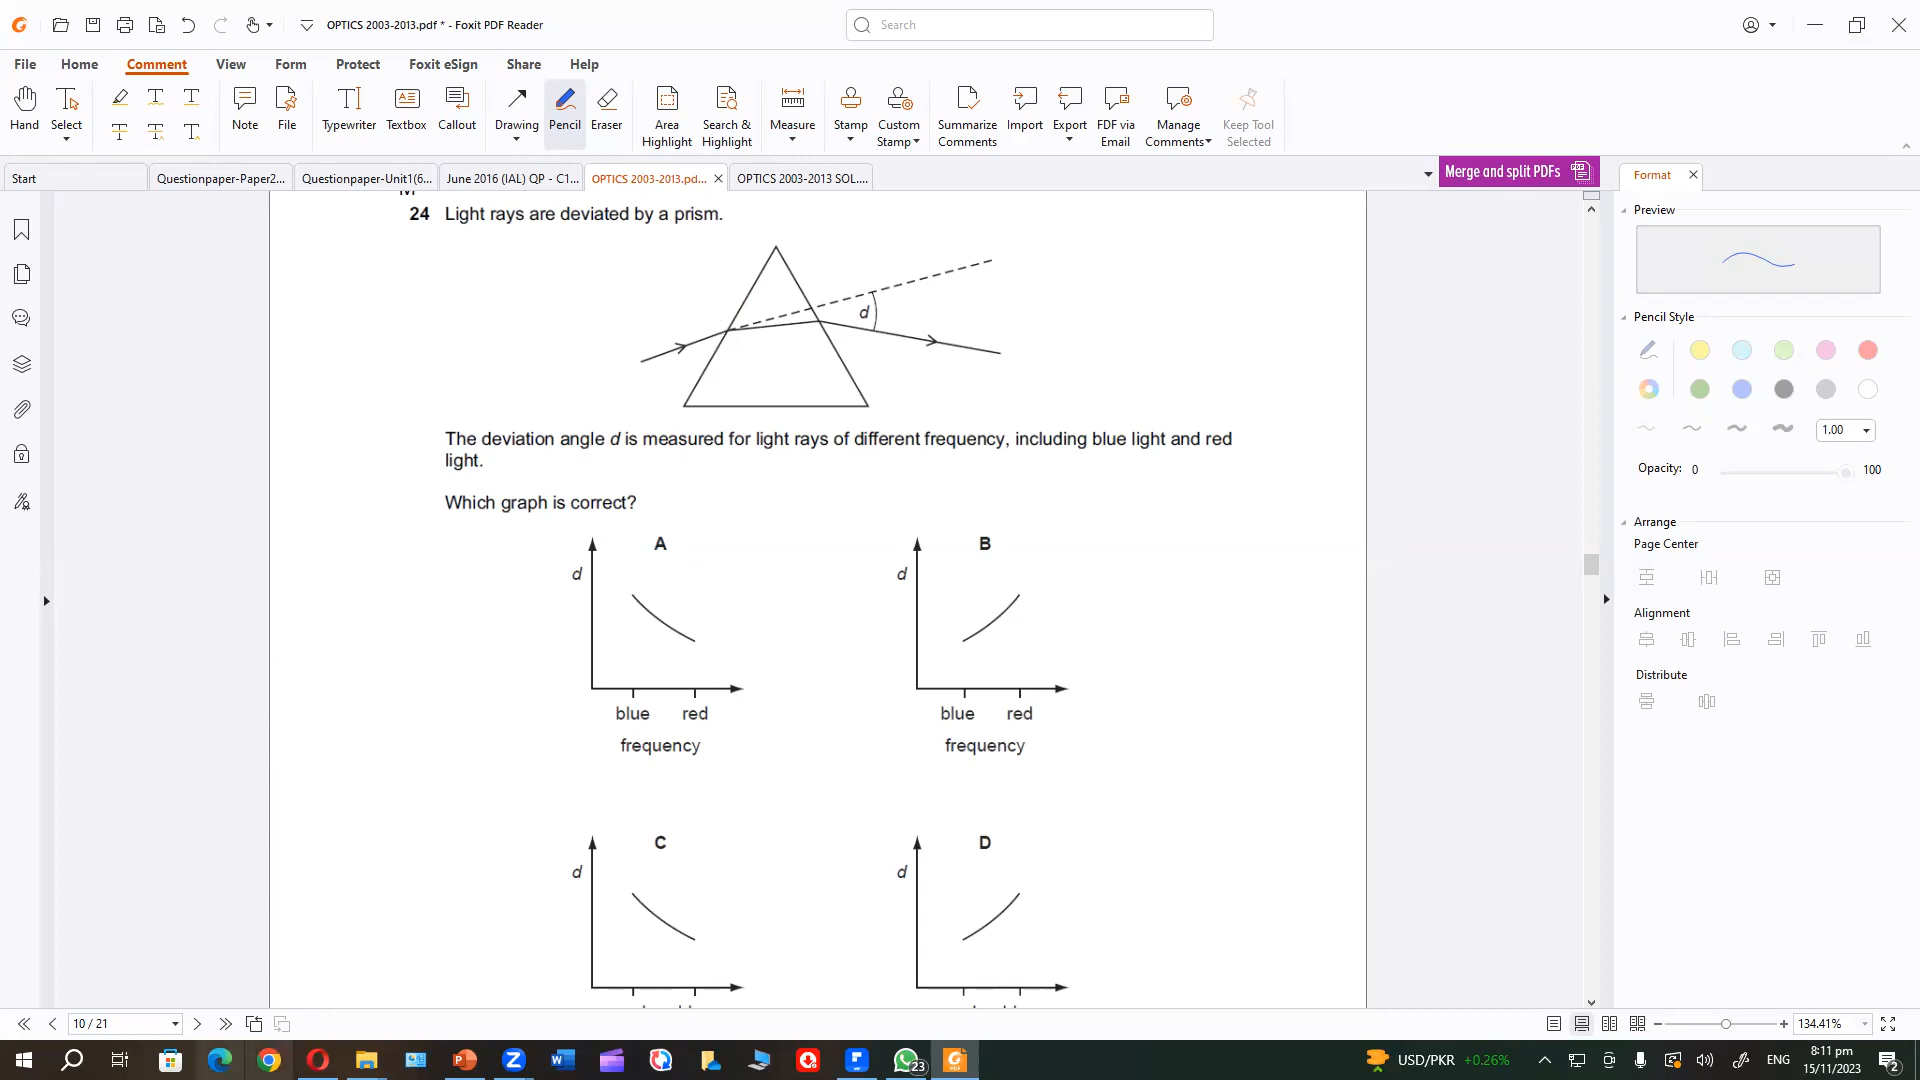 OPTICS 2003-2013.pdf * - Foxit PDF Reader
Search
File Home Comment View Form Protect Foxit eSign Share Help
Hand Select Note File Typewriter Textbox Callout Drawing Pencil Eraser Area Highlight Search & Highlight Measure Stamp Custom Stamp Summarize Comments Import Export FDF via Email Manage Comments Keep Tool Selected
Start Questionpaper-Paper2... Questionpaper-Unit1(6... June 2016 (IAL) QP - C1... OPTICS 2003-2013.pd... OPTICS 2003-2013 SOL.... Merge and split PDFs Format
24 Light rays are deviated by a prism.
d
The deviation angle d is measured for light rays of different frequency, including blue light and red
light.
Which graph is correct?
A B
d d
blue red blue red
frequency frequency
C D
d d
Preview
Pencil Style
1.00
Opacity: 0 100
Arrange
Page Center
Alignment
Distribute
10 / 21
134.41%
23
USD/PKR +0.26%
ENG
8:11 pm
15/11/2023
2